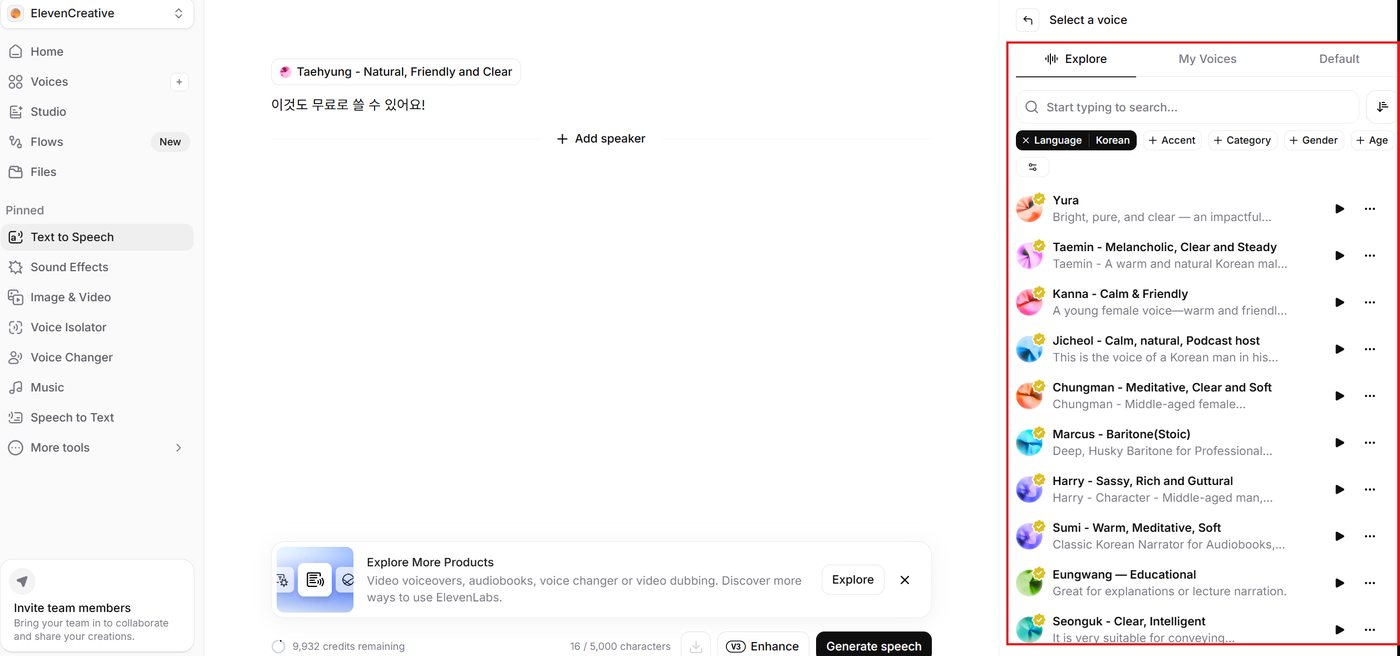 ElevenCreative
Home
Voices
+
Studio
Flows
New
Files
Pinned
Text to Speech
Sound Effects
Image & Video
Voice Isolator
Voice Changer
Music
Speech to Text
More tools
Invite team members
Bring your team in to collaborate
and share your creations.
Taehyung - Natural, Friendly and Clear
이것도 무료로 쓸 수 있어요!
+ Add speaker
Explore More Products
Video voiceovers, audiobooks, voice changer or video dubbing. Discover more
ways to use ElevenLabs.
Explore
9,932 credits remaining
16 / 5,000 characters
V3 Enhance
Generate speech
Select a voice
Explore
My Voices
Default
Start typing to search...
× Language Korean
+ Accent
+ Category
+ Gender
+ Age
Yura
Bright, pure, and clear — an impactful...
Taemin - Melancholic, Clear and Steady
Taemin - A warm and natural Korean mal...
Kanna - Calm & Friendly
A young female voice—warm and friendl...
Jicheol - Calm, natural, Podcast host
This is the voice of a Korean man in his...
Chungman - Meditative, Clear and Soft
Chungman - Middle-aged female...
Marcus - Baritone(Stoic)
Deep, Husky Baritone for Professional...
Harry - Sassy, Rich and Guttural
Harry - Character - Middle-aged man,...
Sumi - Warm, Meditative, Soft
Classic Korean Narrator for Audiobooks,...
Eungwang — Educational
Great for explanations or lecture narration.
Seonguk - Clear, Intelligent
It is very suitable for conveying...